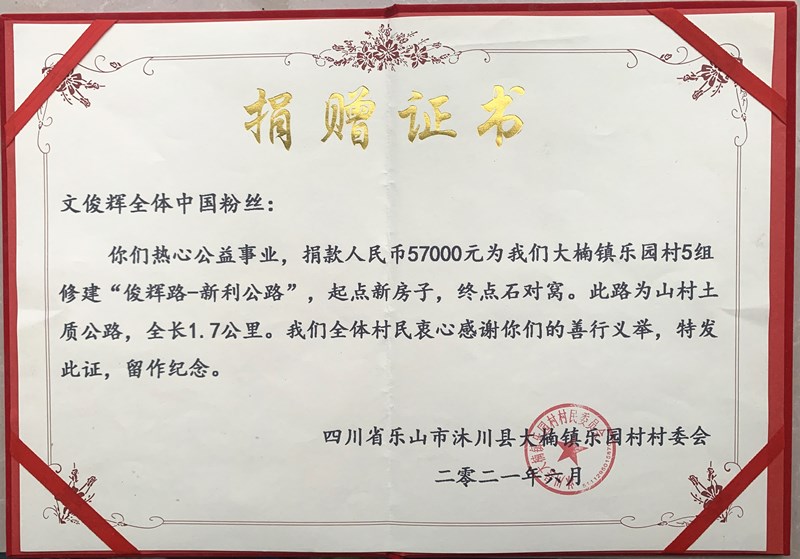 捐赠证书
文俊辉全体中国粉丝：
你们热心公益事业，捐款人民币57000元为我们大楠镇乐园村5组
修建“俊辉路-新利公路”，起点新房子，终点石对窝。此路为山村土
质公路，全长1.7公里。我们全体村民衷心感谢你们的善行义举，特发
此证，留作纪念。
四川省乐山市沐川县大楠镇乐园村村委会
二零二一年六月